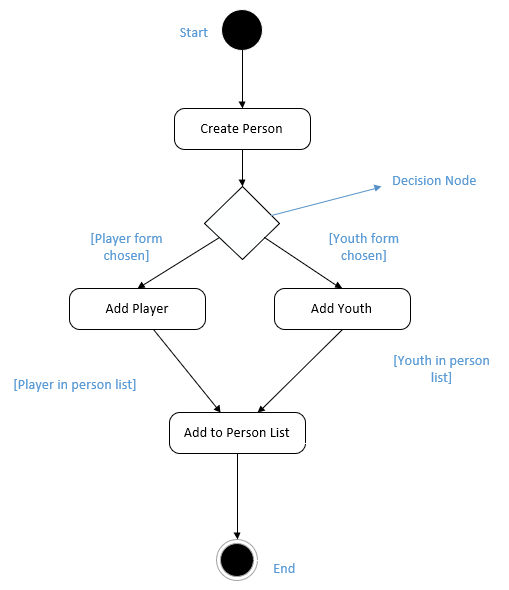 Start
Create Person
Decision Node
[Player form
chosen]
[Youth form
chosen]
Add Player
Add Youth
[Player in person list]
[Youth in person
list]
Add to Person List
End